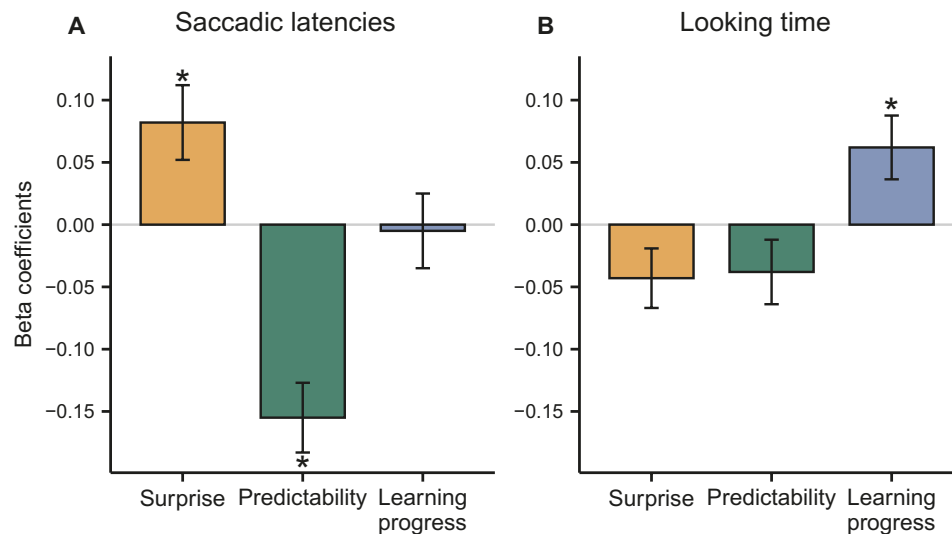 A Saccadic latencies
B Looking time
Beta coefficients
0.10
0.05
0.00
−0.05
−0.10
−0.15
*
*
Surprise Predictability Learning
progress
0.10
0.05
0.00
−0.05
−0.10
−0.15
*
Surprise Predictability Learning
progress